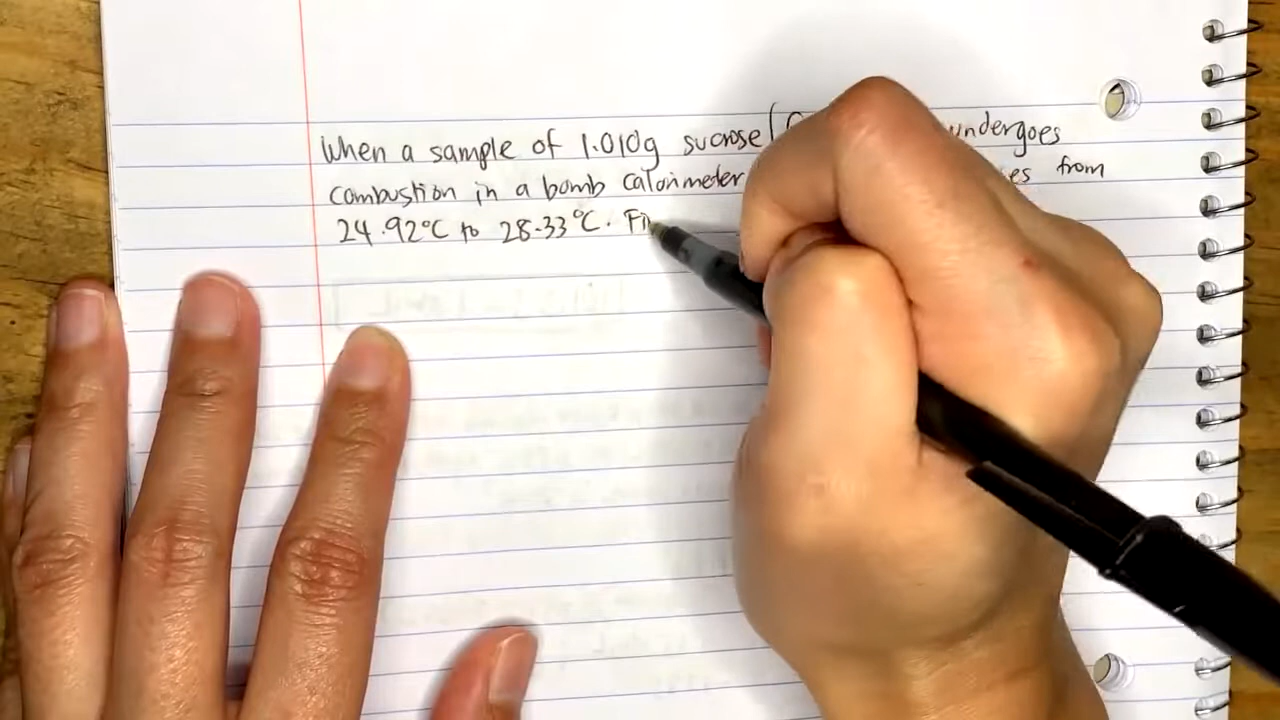 When a sample of 1.010g sucrose ( undergoes
combustion in a bomb calorimeter from
24.92°C to 28.33°C. Fi